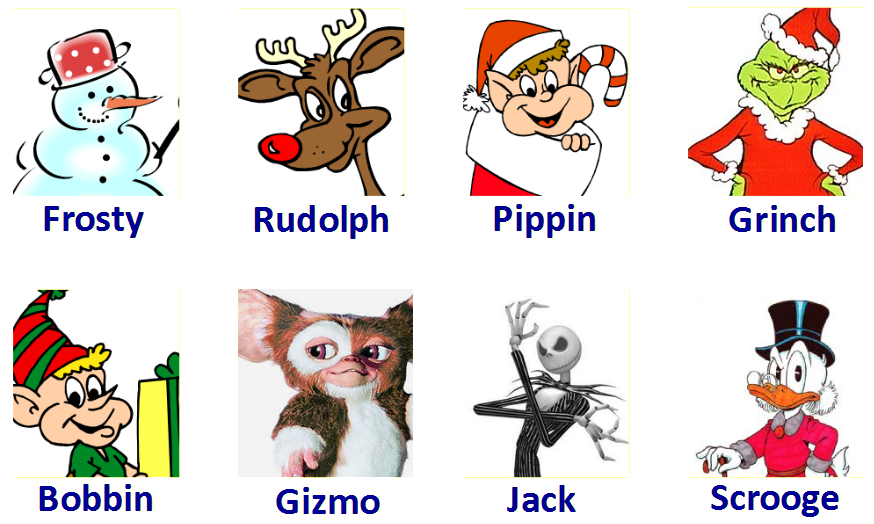 Frosty
Rudolph
Pippin
Grinch
Bobbin
Gizmo
Jack
Scrooge